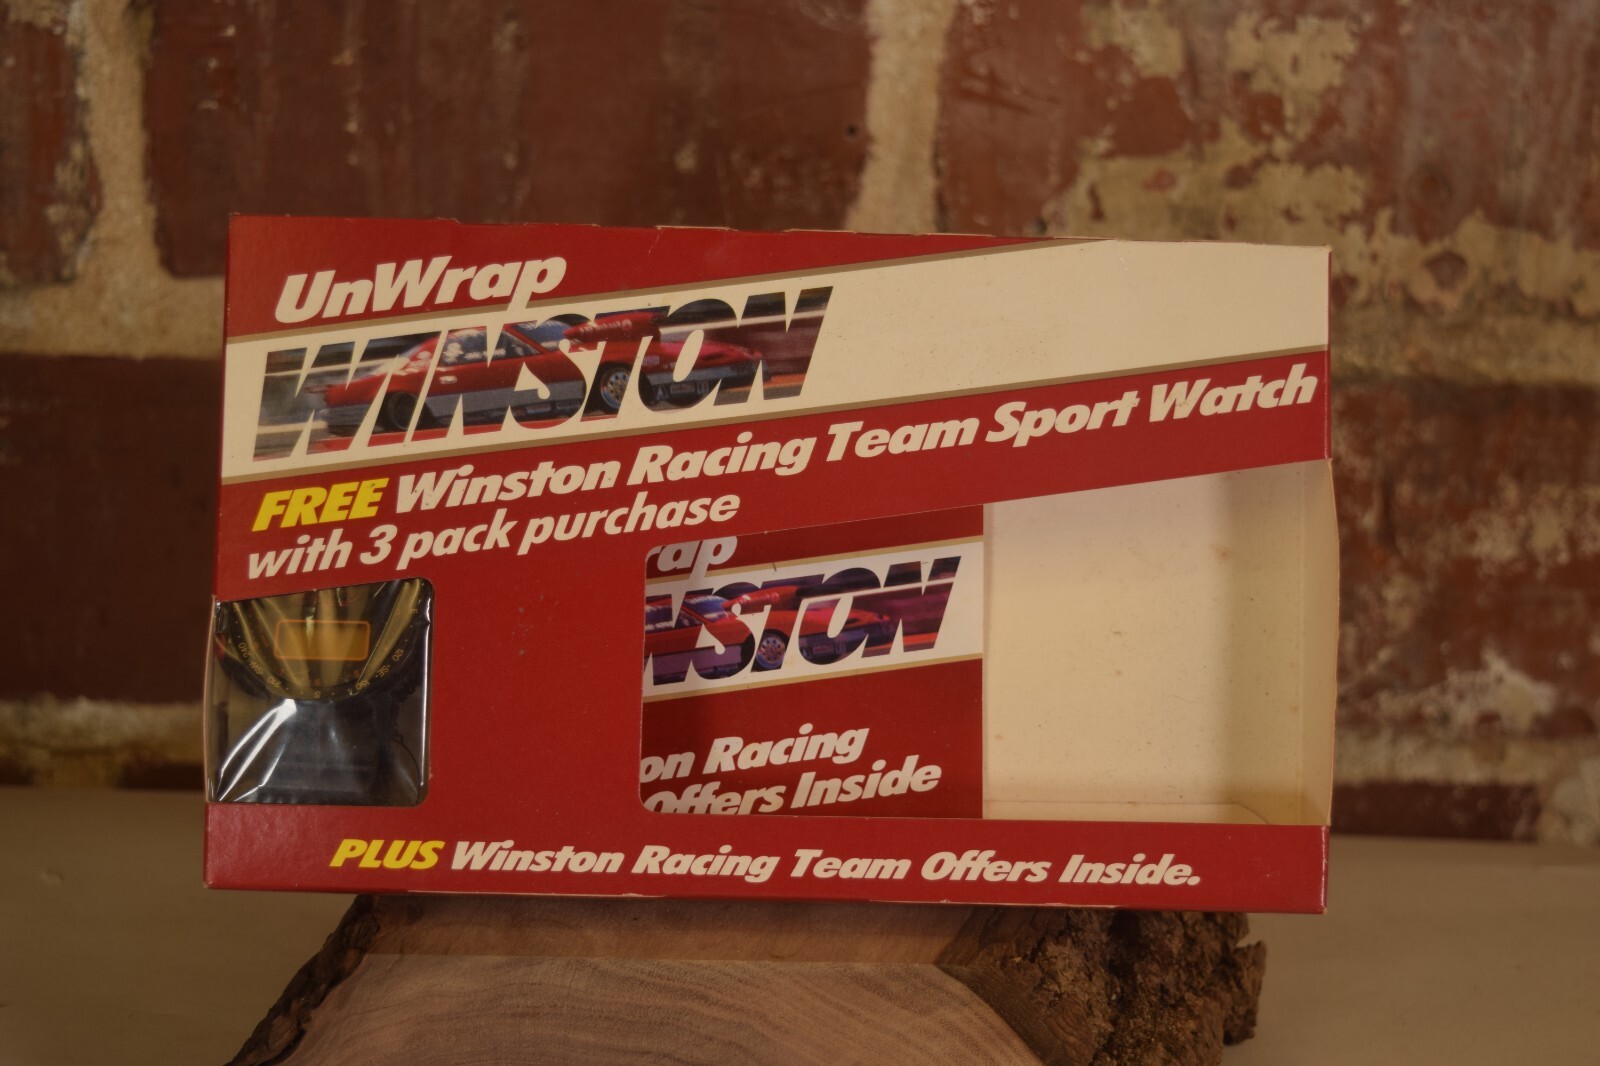 UnWrap
WINSTON
FREE Winston Racing Team Sport Watch
with 3 pack purchase
rap
NSTON
on Racing
Offers Inside
PLUS Winston Racing Team Offers Inside.